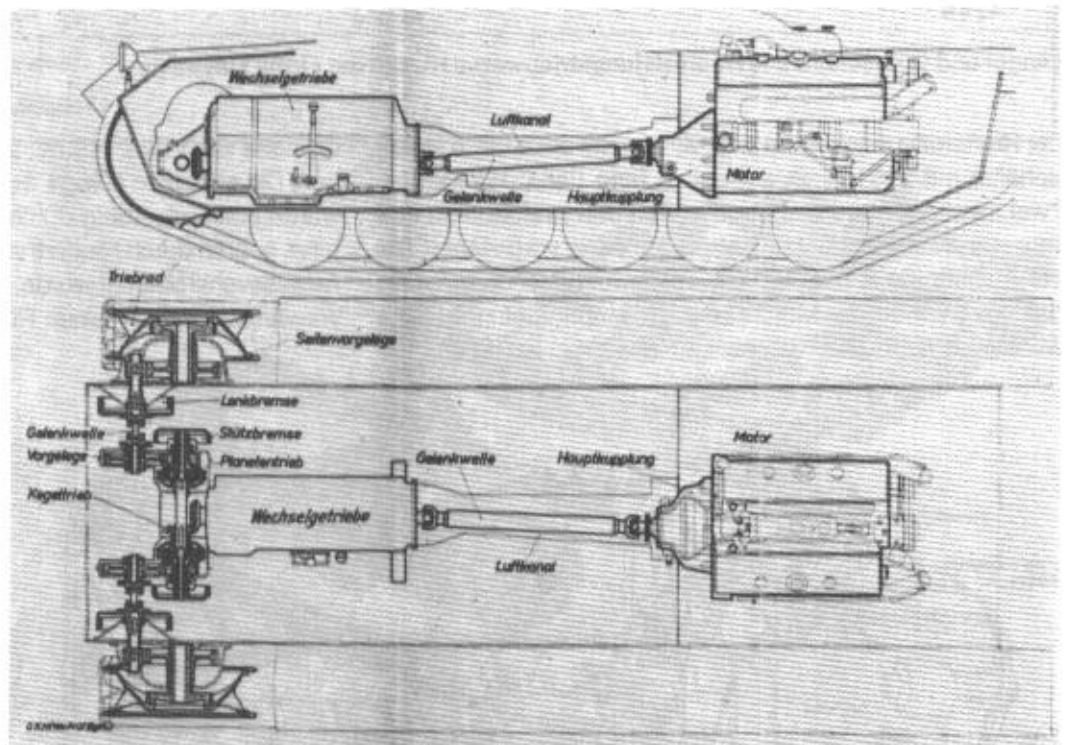 Wechselgetriebe
Luftkanal
Gelenkwelle
Hauptkupplung
Motor
Triebrad
Seitenvorgelege
Lenkbremse
Gelenkwelle
Stützbremse
Vorgelege
Planetentrieb
Kegeltrieb
Wechselgetriebe
Gelenkwelle
Hauptkupplung
Motor
Luftkanal